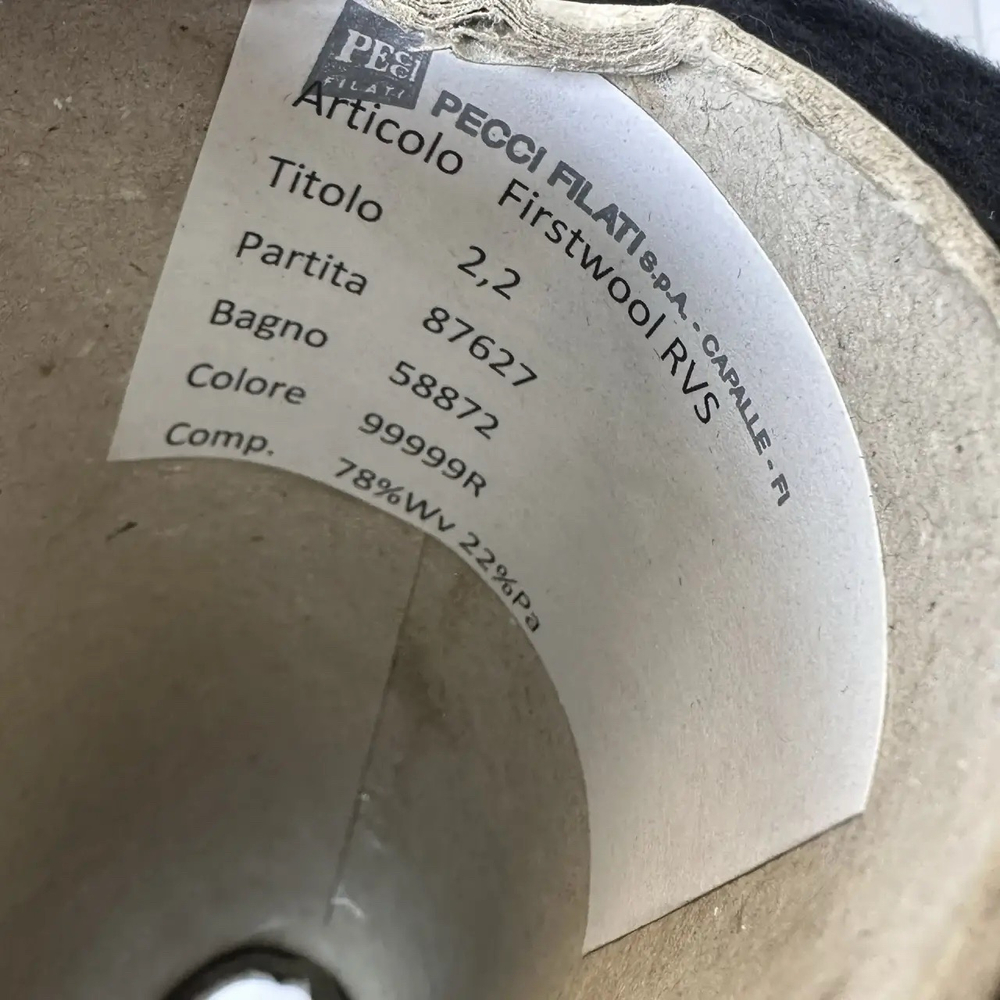 PECCI
FILATI
PECCI FILATI S.p.A. - CAPALLE - FI
Articolo Firstwool RVS
Titolo 2,2
Partita 87627
Bagno 58872
Colore 99999R
Comp. 78%Wv 22%Pa